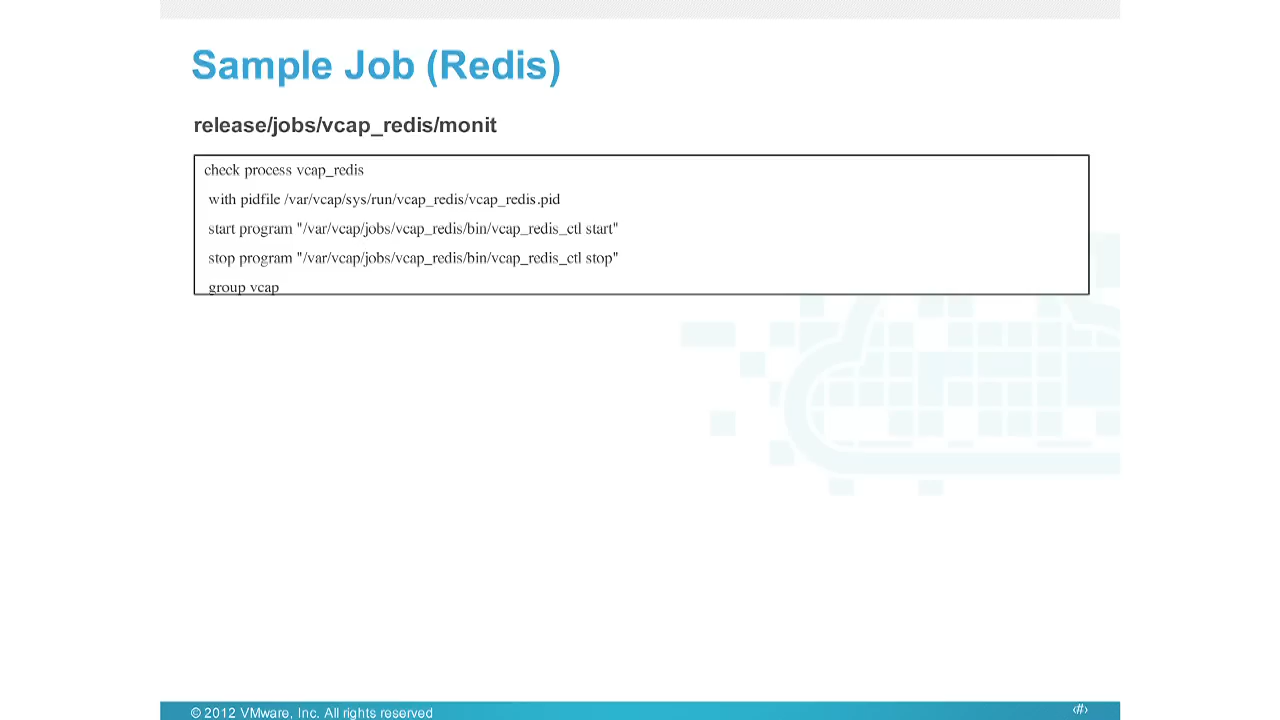 Sample Job (Redis)
release/jobs/vcap_redis/monit
check process vcap_redis
with pidfile /var/vcap/sys/run/vcap_redis/vcap_redis.pid
start program "/var/vcap/jobs/vcap_redis/bin/vcap_redis_ctl start"
stop program "/var/vcap/jobs/vcap_redis/bin/vcap_redis_ctl stop"
group vcap
© 2012 VMware, Inc. All rights reserved
‹#›